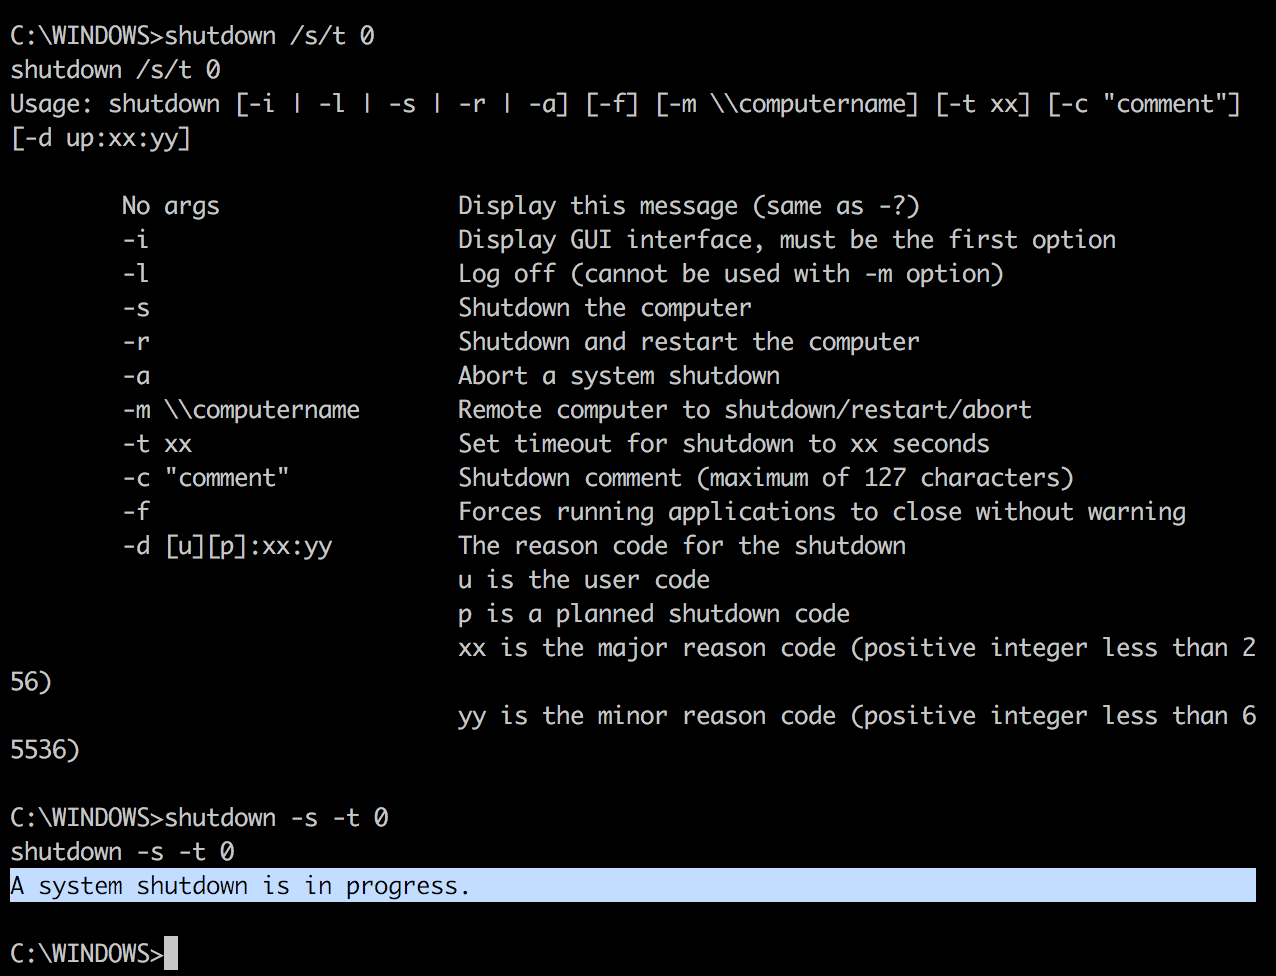 C:\WINDOWS>shutdown /s/t 0
shutdown /s/t 0
Usage: shutdown [-i | -l | -s | -r | -a] [-f] [-m \\computername] [-t xx] [-c "comment"]
[-d up:xx:yy]
No args Display this message (same as -?)
-i Display GUI interface, must be the first option
-l Log off (cannot be used with -m option)
-s Shutdown the computer
-r Shutdown and restart the computer
-a Abort a system shutdown
-m \\computername Remote computer to shutdown/restart/abort
-t xx Set timeout for shutdown to xx seconds
-c "comment" Shutdown comment (maximum of 127 characters)
-f Forces running applications to close without warning
-d [u][p]:xx:yy The reason code for the shutdown
u is the user code
p is a planned shutdown code
xx is the major reason code (positive integer less than 2
56)
yy is the minor reason code (positive integer less than 6
5536)
C:\WINDOWS>shutdown -s -t 0
shutdown -s -t 0
A system shutdown is in progress.
C:\WINDOWS>